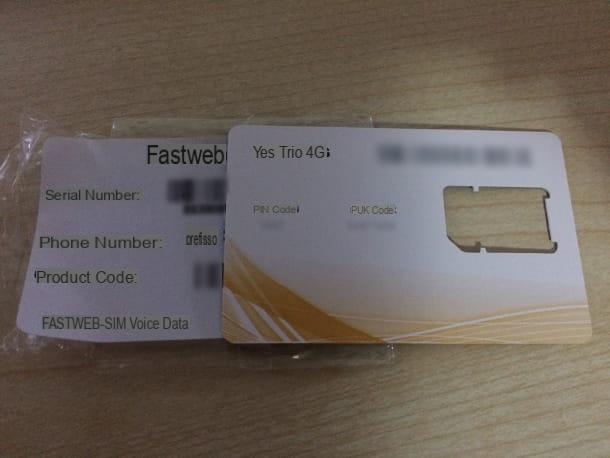 Fastweb
Yes Trio 4G
Serial Number:
PIN Code:
PUK Code:
Phone Number:
prefisso
Product Code:
FASTWEB-SIM Voice Data